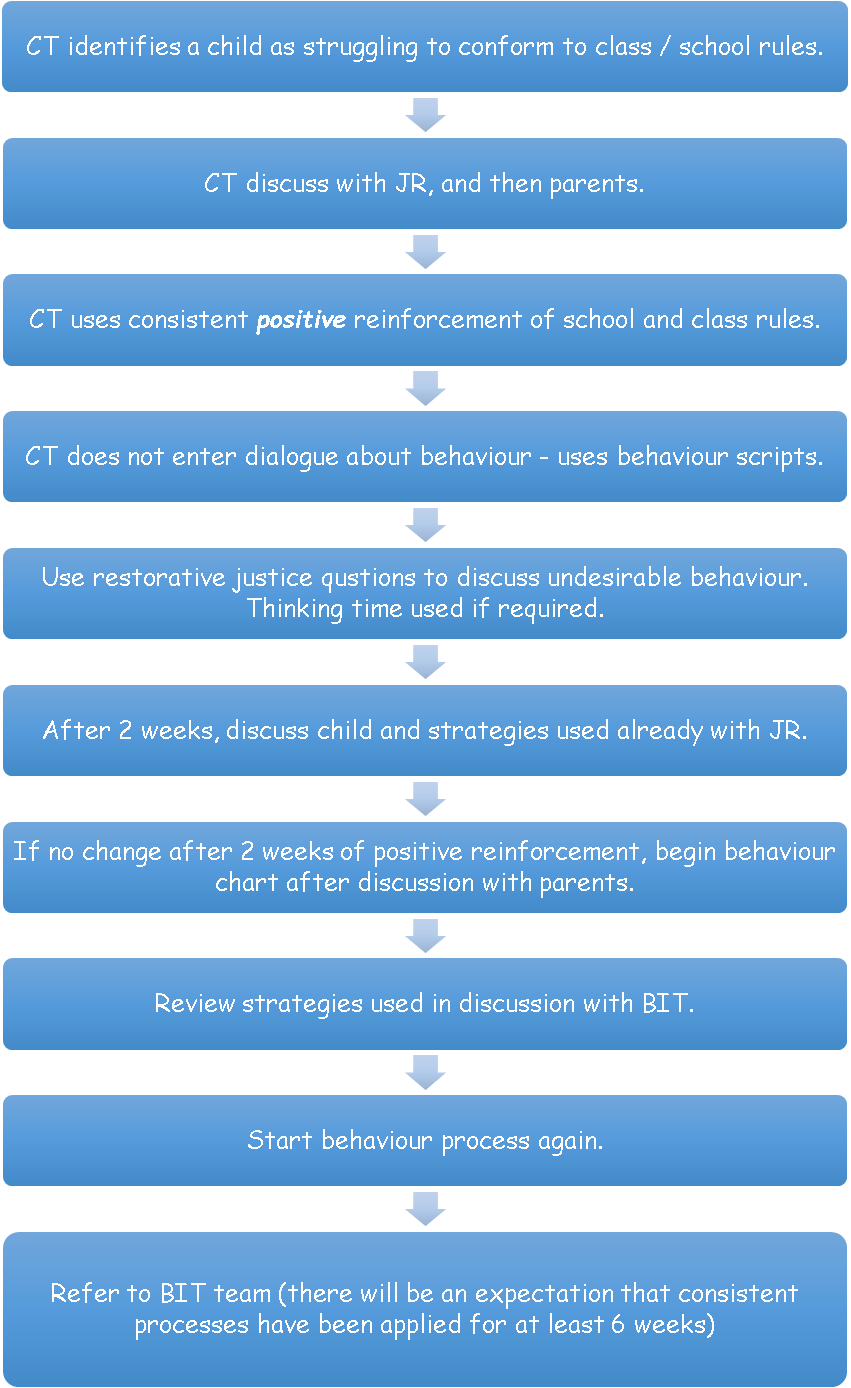 CT identifies a child as struggling to conform to class / school rules.
CT discuss with JR, and then parents.
CT uses consistent positive reinforcement of school and class rules.
CT does not enter dialogue about behaviour - uses behaviour scripts.
Use restorative justice qustions to discuss undesirable behaviour.
Thinking time used if required.
After 2 weeks, discuss child and strategies used already with JR.
If no change after 2 weeks of positive reinforcement, begin behaviour
chart after discussion with parents.
Review strategies used in discussion with BIT.
Start behaviour process again.
Refer to BIT team (there will be an expectation that consistent
processes have been applied for at least 6 weeks)